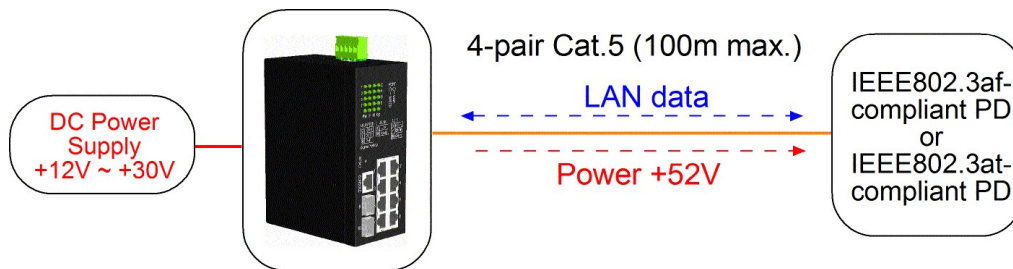 4-pair Cat.5 (100m max.)
LAN data
Power +52V
DC Power
Supply
+12V ~ +30V
IEEE802.3af-
compliant PD
or
IEEE802.3at-
compliant PD